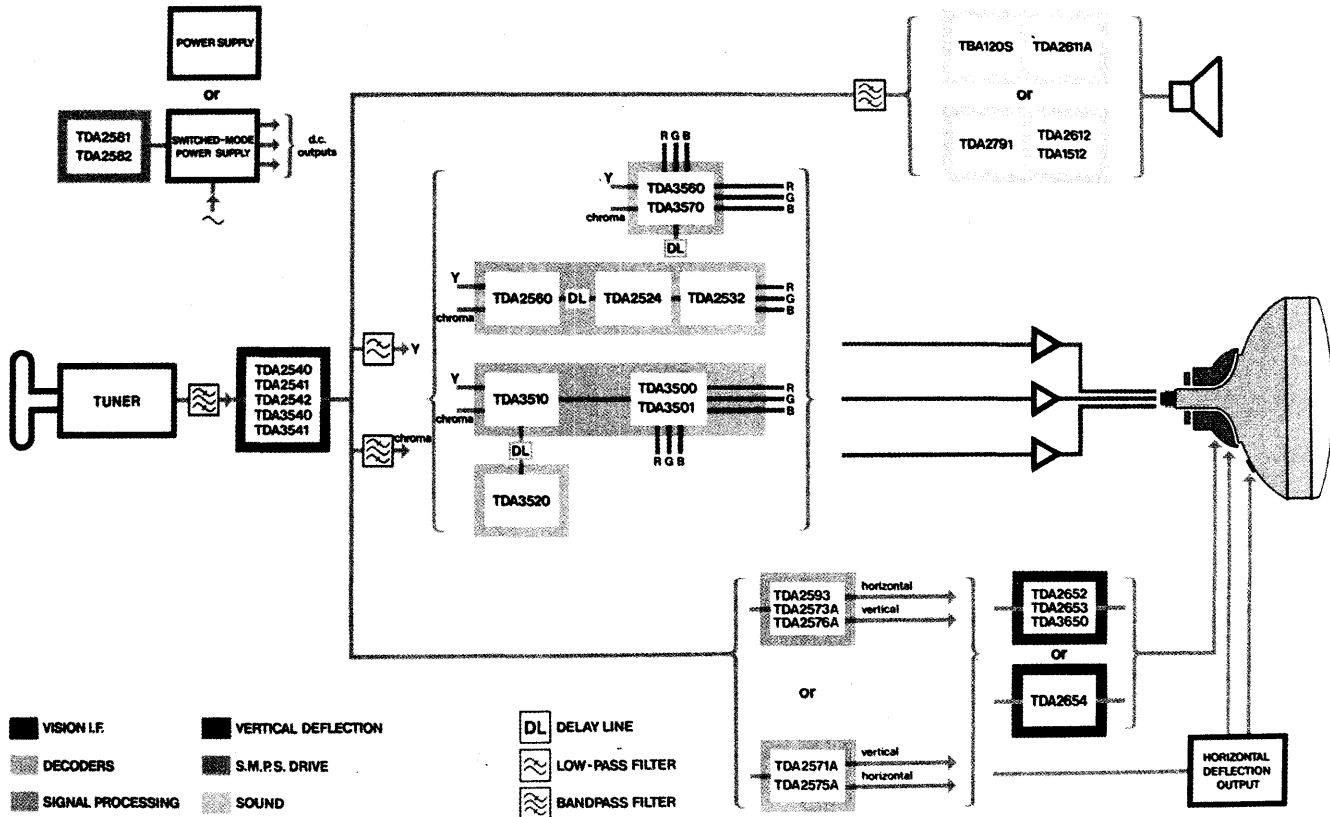 POWER SUPPLY
or
TDA2581
TDA2582
SWITCHED-MODE
POWER SUPPLY
d.c.
outputs
TBA120S
TDA2611A
or
TDA2791
TDA2612
TDA1512
R G B
Y
chroma
TDA3560
TDA3570
R
G
B
DL
Y
chroma
TDA2560
DL
TDA2524
TDA2532
R
G
B
TUNER
TDA2540
TDA2541
TDA2542
TDA3540
TDA3541
Y
chroma
Y
chroma
TDA3510
TDA3500
TDA3501
R
G
B
R G B
DL
TDA3520
TDA2593
TDA2573A
TDA2576A
horizontal
vertical
or
TDA2571A
TDA2575A
vertical
horizontal
TDA2652
TDA2653
TDA3650
or
TDA2654
HORIZONTAL
DEFLECTION
OUTPUT
VISION I.F.
DECODERS
SIGNAL PROCESSING
VERTICAL DEFLECTION
S.M.P.S. DRIVE
SOUND
DL DELAY LINE
LOW-PASS FILTER
BANDPASS FILTER